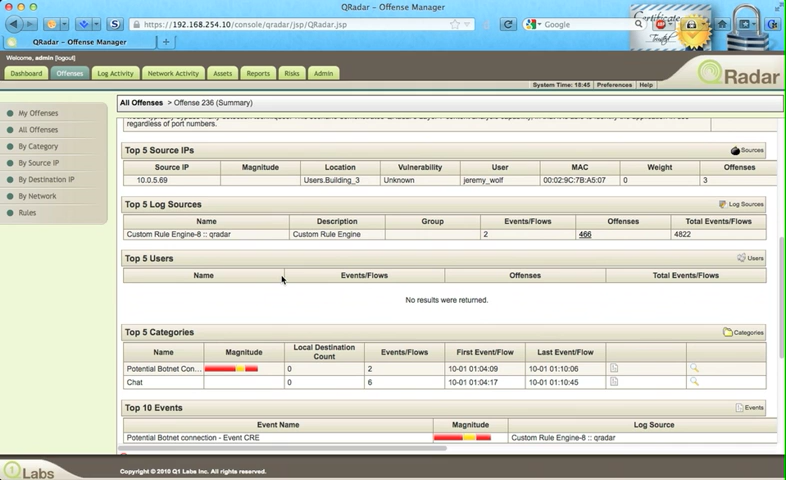 QRadar - Offense Manager
https://192.168.254.10/console/qradar/jsp/QRadar.jsp
Google
QRadar - Offense Manager
Welcome, admin [logout]
Dashboard Offenses Log Activity Network Activity Assets Reports Risks Admin
QRadar
System Time: 16:45 Preferences Help
My Offenses
All Offenses
By Category
By Source IP
By Destination IP
By Network
Rules
All Offenses > Offense 236 (Summary)
regardless of port numbers.
Top 5 Source IPs Sources
Source IP Magnitude Location Vulnerability User MAC Weight Offenses
10.0.5.69 Users.Building_3 Unknown jeremy_wolf 00:02:9C:7B:A5:07 0 3
Top 5 Log Sources Log Sources
Name Description Group Events/Flows Offenses Total Events/Flows
Custom Rule Engine-8 :: qradar Custom Rule Engine 2 466 4822
Top 5 Users Users
Name Events/Flows Offenses Total Events/Flows
No results were returned.
Top 5 Categories Categories
Name Magnitude Local Destination Count Events/Flows First Event/Flow Last Event/Flow
Potential Botnet Con... 0 2 10-01 01:04:09 10-01 01:10:06
Chat 0 6 10-01 01:04:17 10-01 01:10:45
Top 10 Events Events
Event Name Magnitude Log Source
Potential Botnet connection - Event CRE Custom Rule Engine-8 :: qradar
Labs
Copyright © 2010 Q1 Labs Inc. All rights reserved.